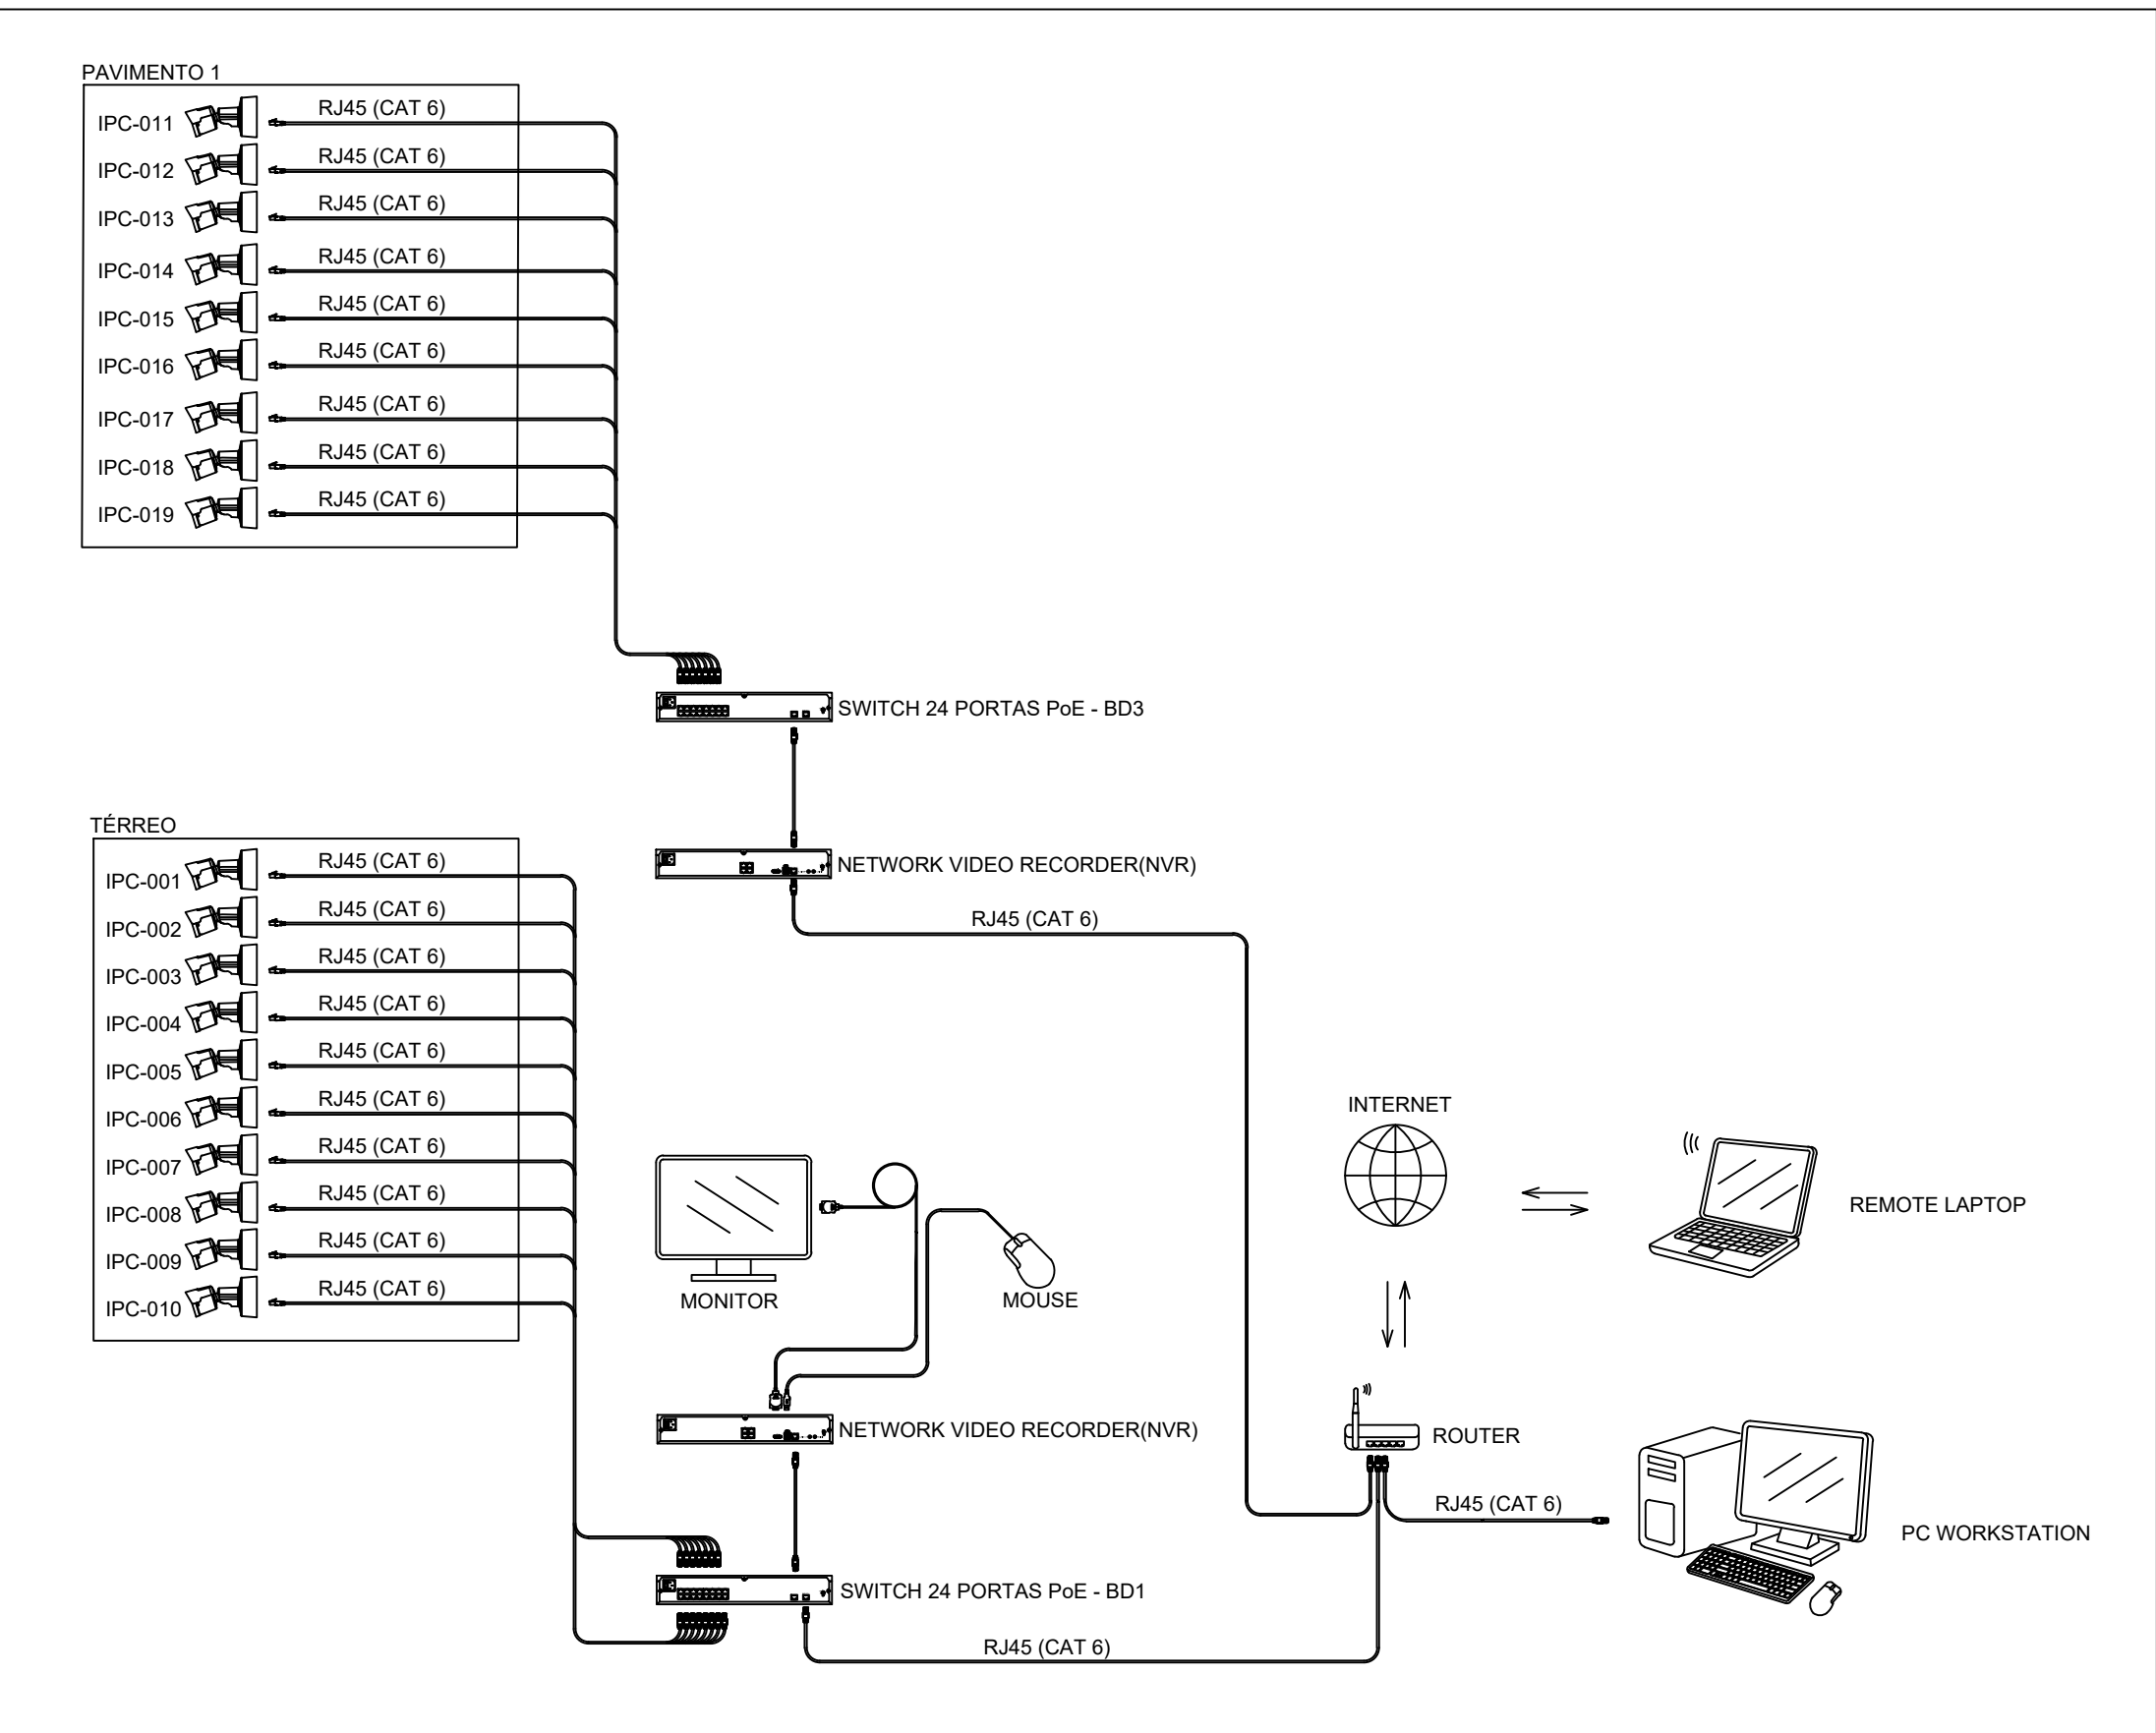 PAVIMENTO 1
IPC-011 RJ45 (CAT 6)
IPC-012 RJ45 (CAT 6)
IPC-013 RJ45 (CAT 6)
IPC-014 RJ45 (CAT 6)
IPC-015 RJ45 (CAT 6)
IPC-016 RJ45 (CAT 6)
IPC-017 RJ45 (CAT 6)
IPC-018 RJ45 (CAT 6)
IPC-019 RJ45 (CAT 6)
SWITCH 24 PORTAS PoE - BD3
TÉRREO
NETWORK VIDEO RECORDER(NVR)
RJ45 (CAT 6)
IPC-001 RJ45 (CAT 6)
IPC-002 RJ45 (CAT 6)
IPC-003 RJ45 (CAT 6)
IPC-004 RJ45 (CAT 6)
IPC-005 RJ45 (CAT 6)
IPC-006 RJ45 (CAT 6)
IPC-007 RJ45 (CAT 6)
IPC-008 RJ45 (CAT 6)
IPC-009 RJ45 (CAT 6)
IPC-010 RJ45 (CAT 6)
INTERNET
REMOTE LAPTOP
MONITOR
MOUSE
NETWORK VIDEO RECORDER(NVR)
ROUTER
RJ45 (CAT 6)
PC WORKSTATION
SWITCH 24 PORTAS PoE - BD1
RJ45 (CAT 6)